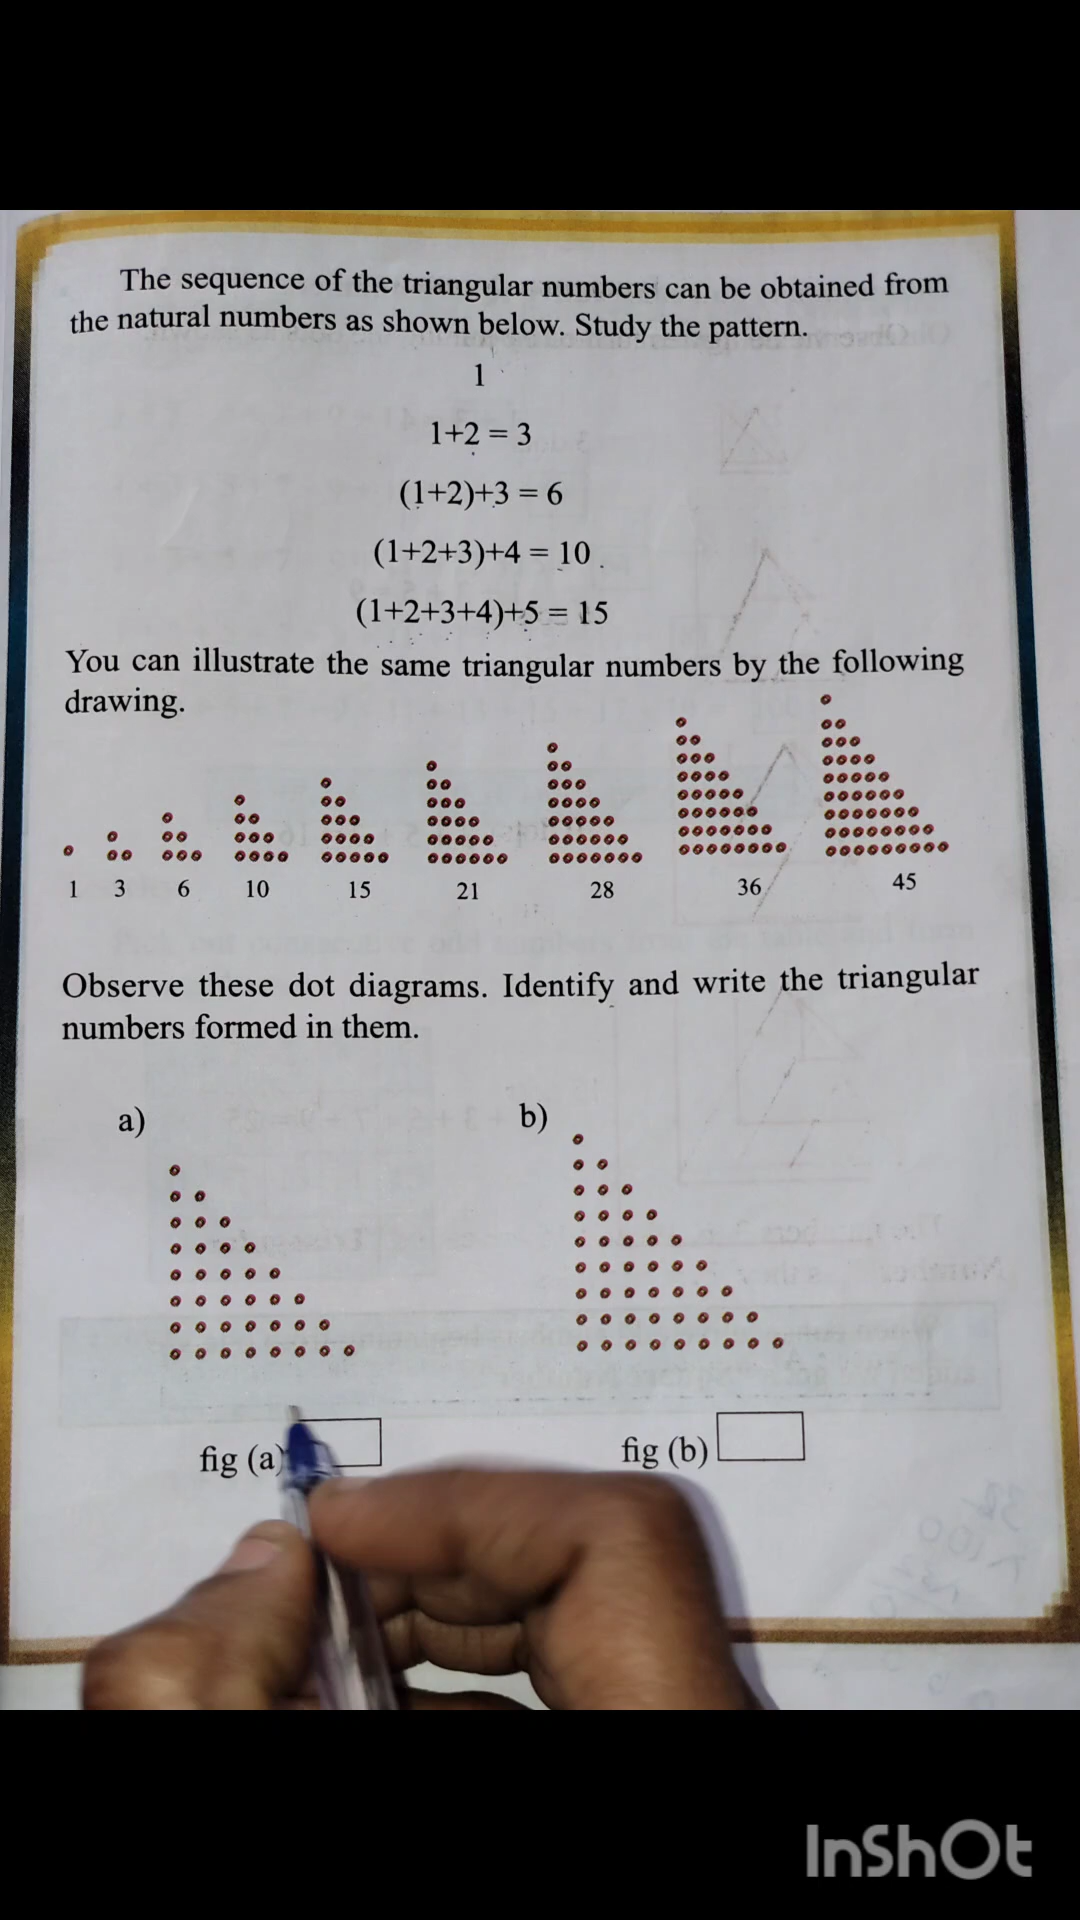 The sequence of the triangular numbers can be obtained from
the natural numbers as shown below. Study the pattern.
1
1+2 = 3
(1+2)+3 = 6
(1+2+3)+4 = 10
(1+2+3+4)+5 = 15
You can illustrate the same triangular numbers by the following
drawing.
1 3 6 10 15 21 28 36 45
Observe these dot diagrams. Identify and write the triangular
numbers formed in them.
a) b)
fig (a) fig (b)
InShOt